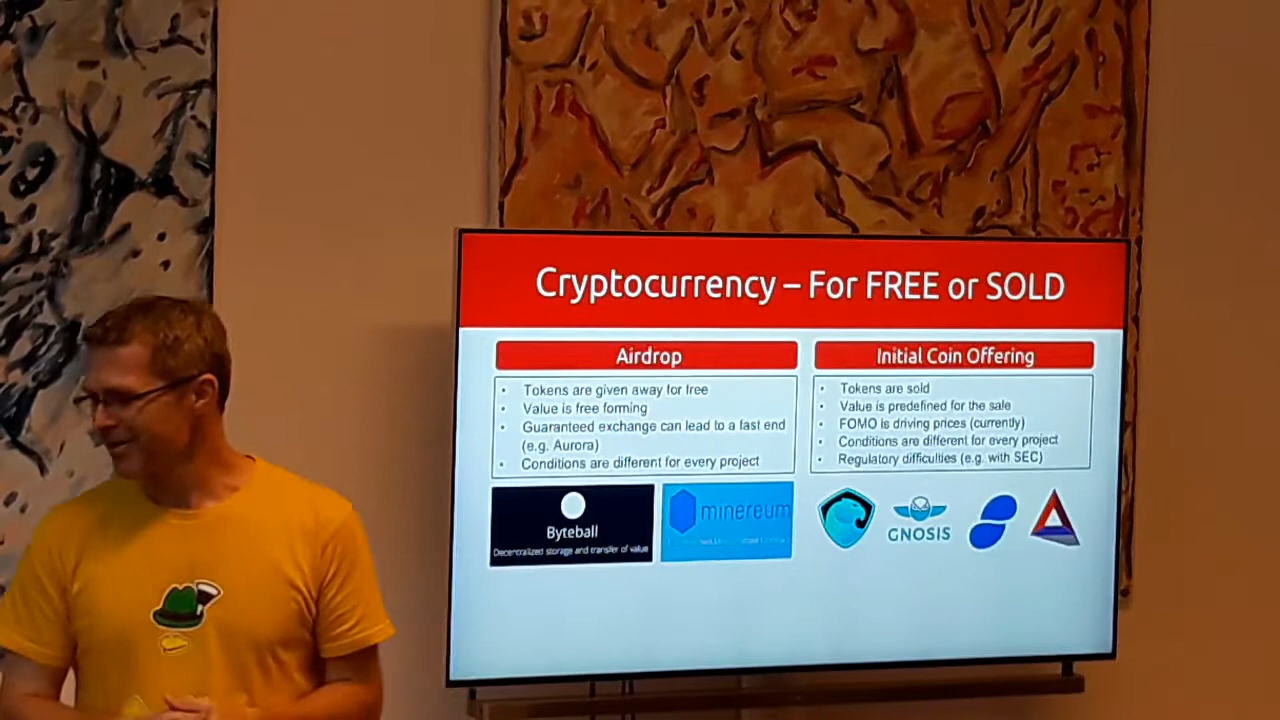 Cryptocurrency – For FREE or SOLD
Airdrop
• Tokens are given away for free
• Value is free forming
• Guaranteed exchange can lead to a fast end
(e.g. Aurora)
• Conditions are different for every project
Byteball
Decentralized storage and transfer of value
minereum
Initial Coin Offering
• Tokens are sold
• Value is predefined for the sale
• FOMO is driving prices (currently)
• Conditions are different for every project
• Regulatory difficulties (e.g. with SEC)
GNOSIS